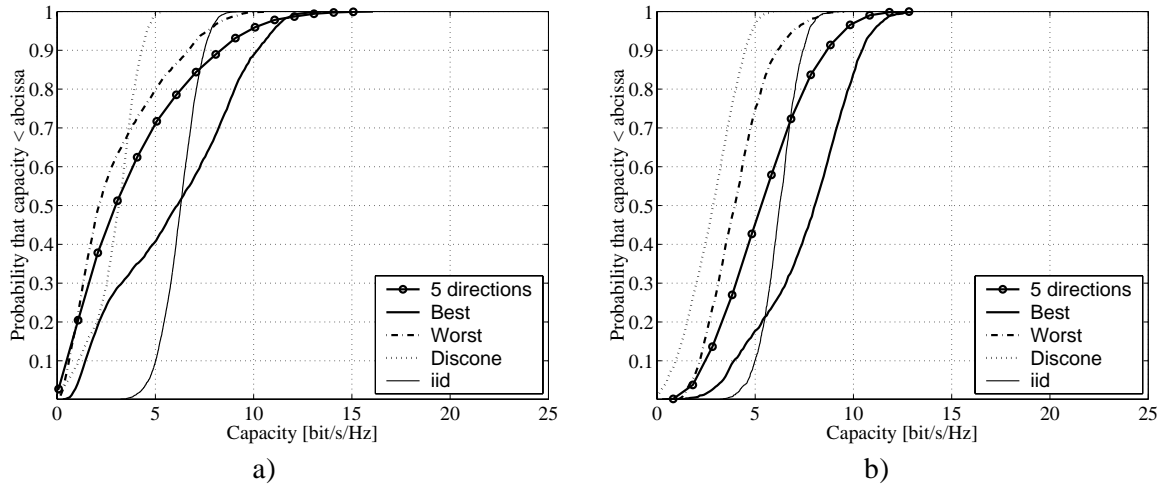 Probability that capacity < abcissa
1
0.9
0.8
0.7
0.6
0.5
0.4
0.3
0.2
0.1
0 5 10 15 20 25
Capacity [bit/s/Hz]
5 directions
Best
Worst
Discone
iid
a)
Probability that capacity < abcissa
1
0.9
0.8
0.7
0.6
0.5
0.4
0.3
0.2
0.1
0 5 10 15 20 25
Capacity [bit/s/Hz]
5 directions
Best
Worst
Discone
iid
b)